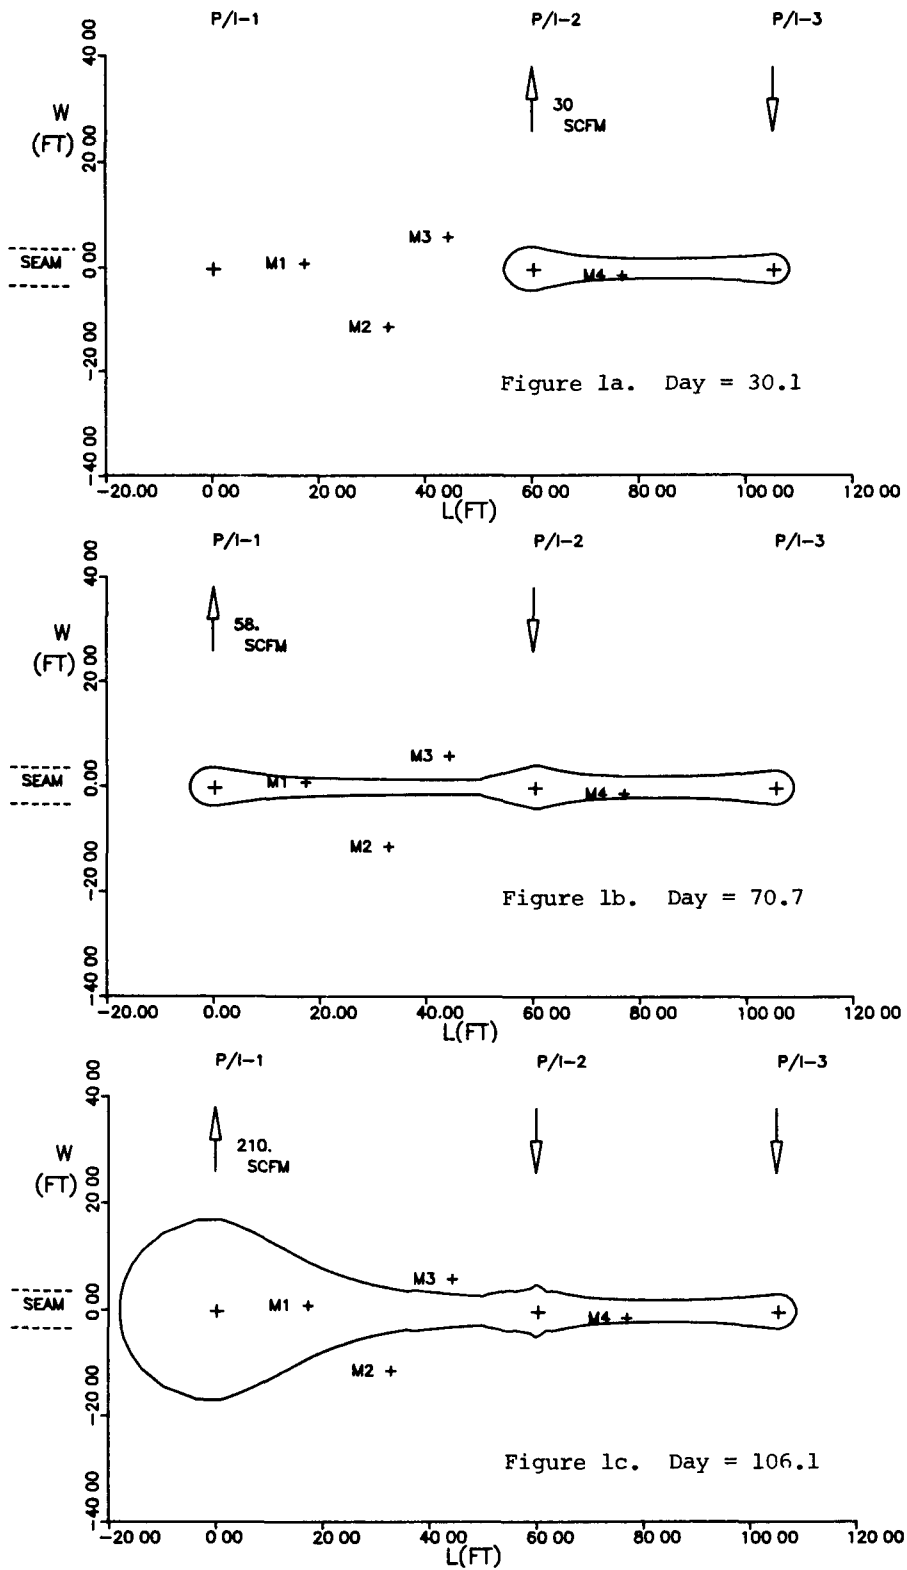 P/I-1 P/I-2 P/I-3
40 00
W
(FT)
30
SCFM
20 00
M3
SEAM
0 00
M1
M4
M2
-20 00
Figure 1a. Day = 30.1
-40 00
-20.00 0 00 20 00 40 00 60 00 80 00 100 00 120 00
L(FT)
P/I-1 P/I-2 P/I-3
40 00
W
(FT)
58.
SCFM
20 00
M3
SEAM
0.00
M1
M4
M2
-20 00
Figure 1b. Day = 70.7
-40 00
-20.00 0.00 20.00 40.00 60 00 80 00 100 00 120 00
L(FT)
P/I-1 P/I-2 P/I-3
40 00
W
(FT)
210.
SCFM
20 00
M3
SEAM
0.00
M1
M4
M2
-20 00
Figure 1c. Day = 106.1
-40 00
-20.00 0 00 20 00 40 00 60 00 80 00 100 00 120 00
L(FT)